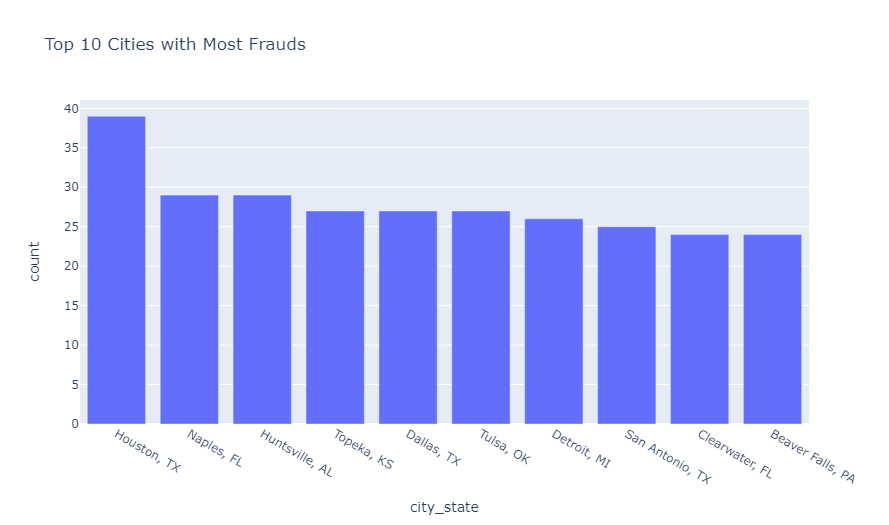 Top 10 Cities with Most Frauds
count
40
35
30
25
20
15
10
5
0
Houston, TX
Naples, FL
Huntsville, AL
Topeka, KS
Dallas, TX
Tulsa, OK
Detroit, MI
San Antonio, TX
Clearwater, FL
Beaver Falls, PA
city_state